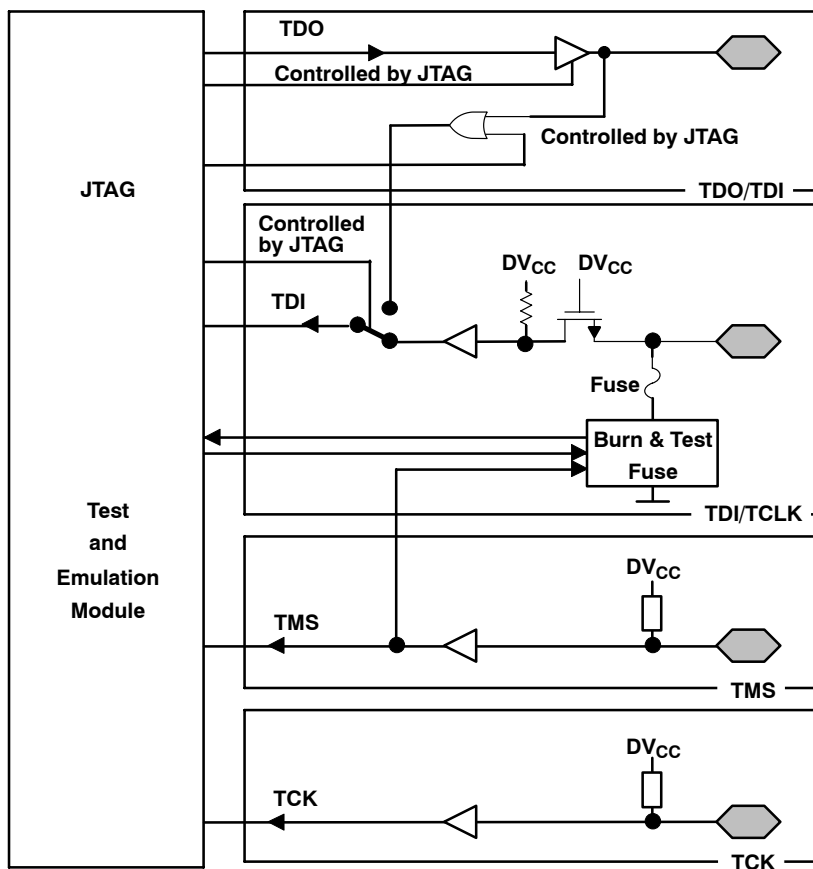 TDO
Controlled by JTAG
Controlled by JTAG
JTAG
TDO/TDI
Controlled
by JTAG
DVCC
DVCC
TDI
Fuse
Burn & Test
Fuse
Test
and
Emulation
Module
TDI/TCLK
DVCC
TMS
TMS
DVCC
TCK
TCK